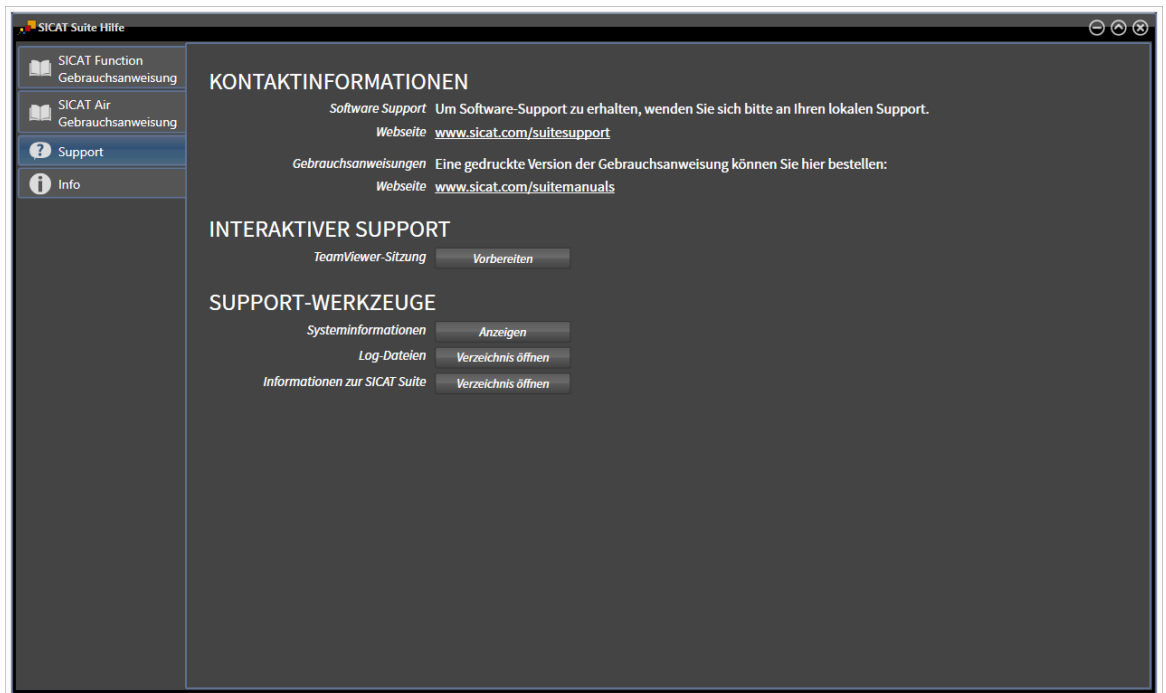 SICAT Suite Hilfe
SICAT Function
Gebrauchsanweisung
SICAT Air
Gebrauchsanweisung
Support
Info
KONTAKTINFORMATIONEN
Software Support Um Software-Support zu erhalten, wenden Sie sich bitte an Ihren lokalen Support.
Webseite www.sicat.com/suitesupport
Gebrauchsanweisungen Eine gedruckte Version der Gebrauchsanweisung können Sie hier bestellen:
Webseite www.sicat.com/suitemanuals
INTERAKTIVER SUPPORT
TeamViewer-Sitzung Vorbereiten
SUPPORT-WERKZEUGE
Systeminformationen Anzeigen
Log-Dateien Verzeichnis öffnen
Informationen zur SICAT Suite Verzeichnis öffnen